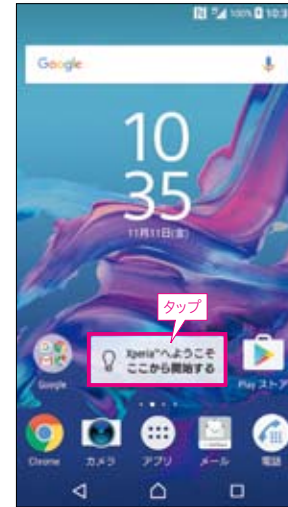 100% 10:3
Google
10
35
11月11日(金)
タップ
Xperia™へようこそ
ここから開始する
Google
Play ストア
Chrome
カメラ
アプリ
メール
電話